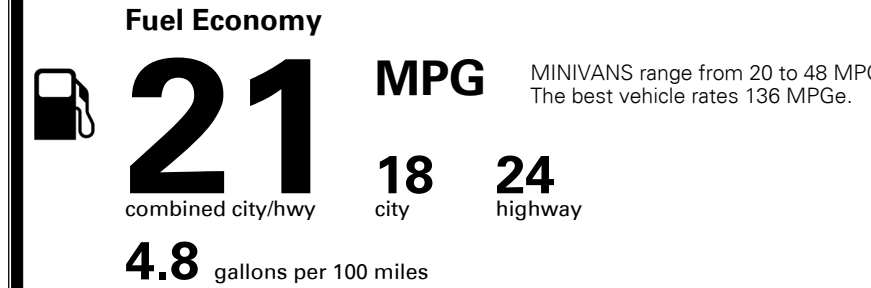 Fuel Economy
21 MPG
MINIVANS range from 20 to 48 MPG
The best vehicle rates 136 MPGe.
18 24
combined city/hwy city highway
4.8 gallons per 100 miles